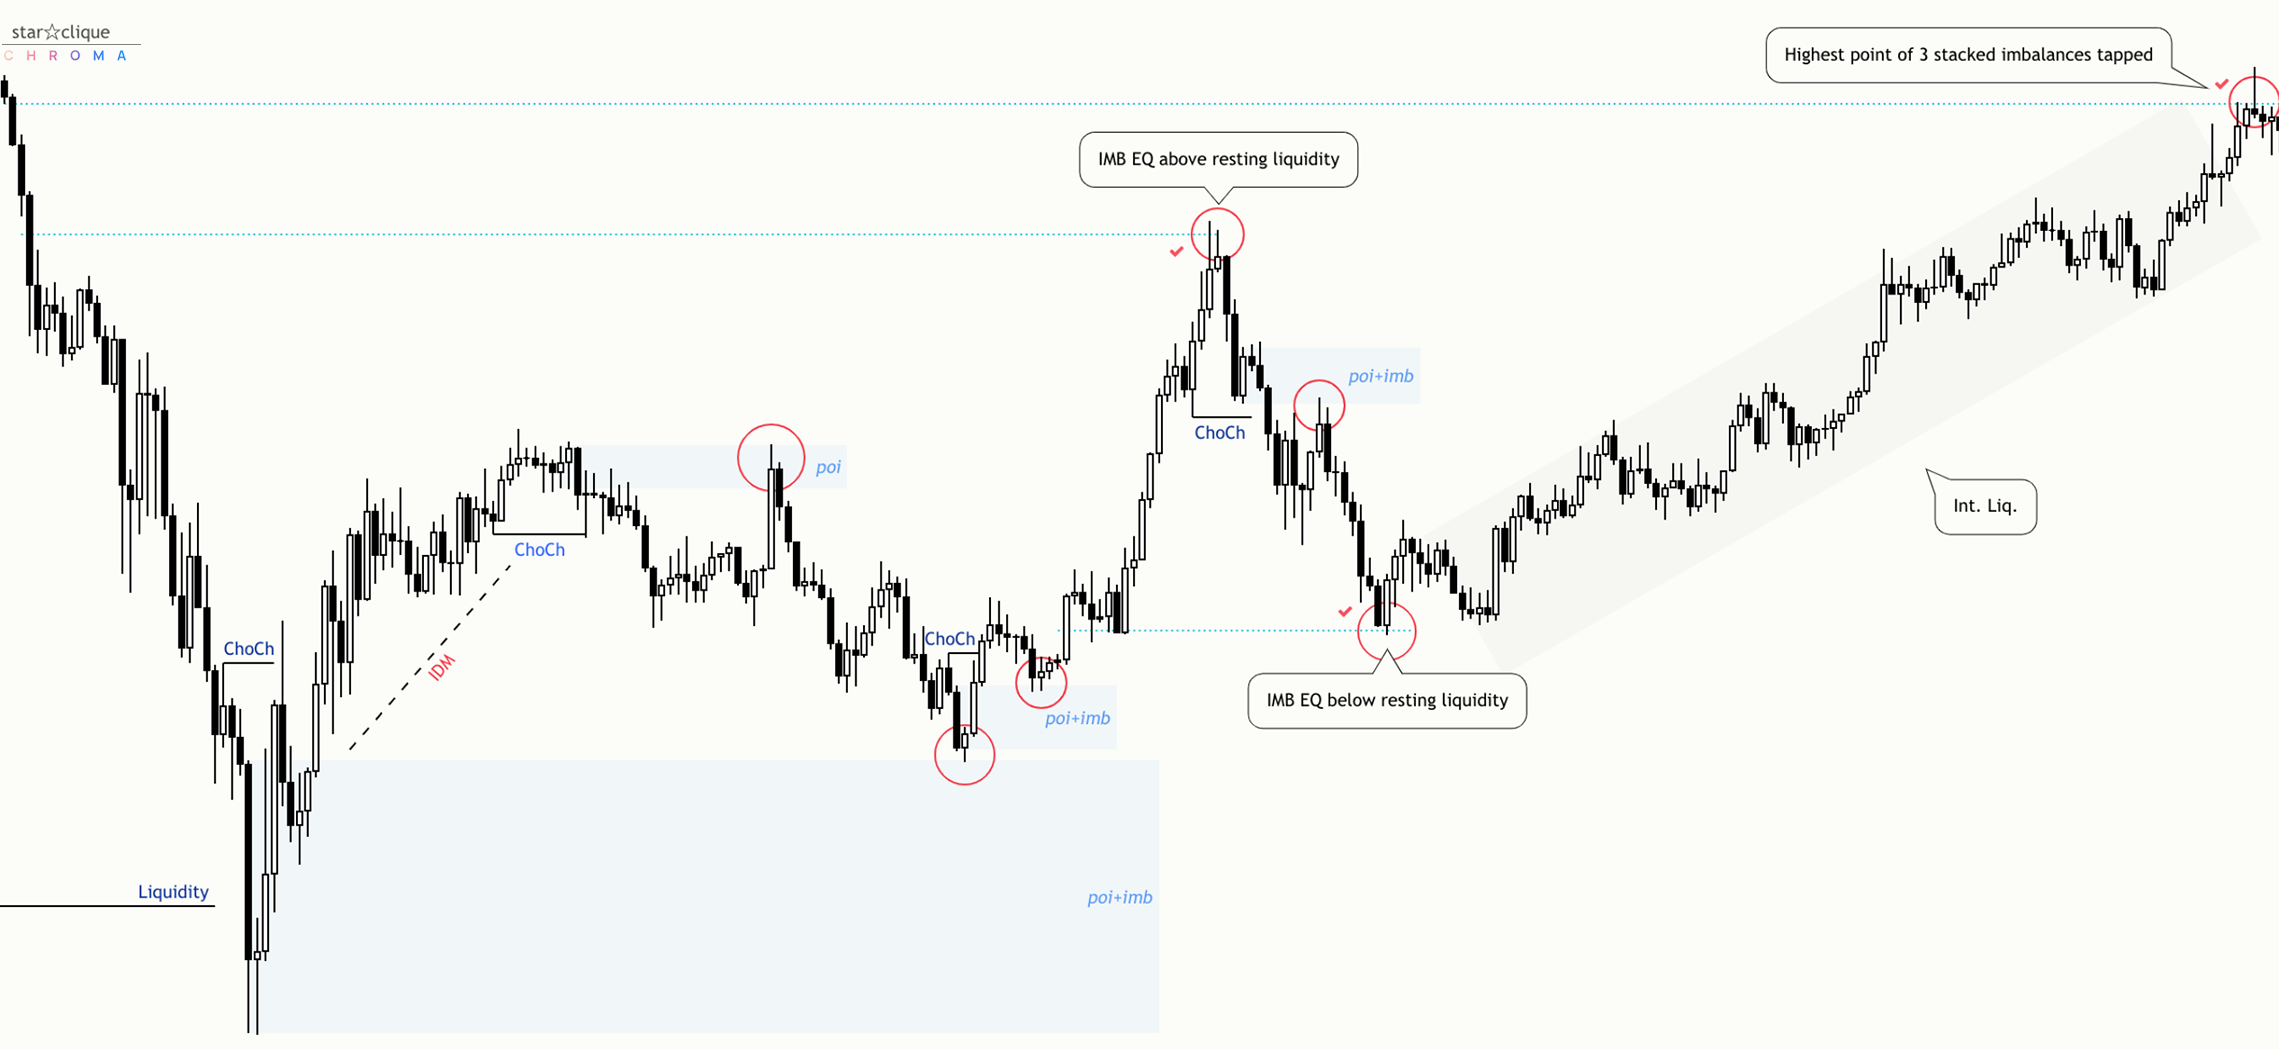 star☆clique
CHROMA
Highest point of 3 stacked imbalances tapped
IMB EQ above resting liquidity
poi+imb
ChoCh
poi
Int. Liq.
ChoCh
IDM
ChoCh
ChoCh
IMB EQ below resting liquidity
poi+imb
Liquidity
poi+imb